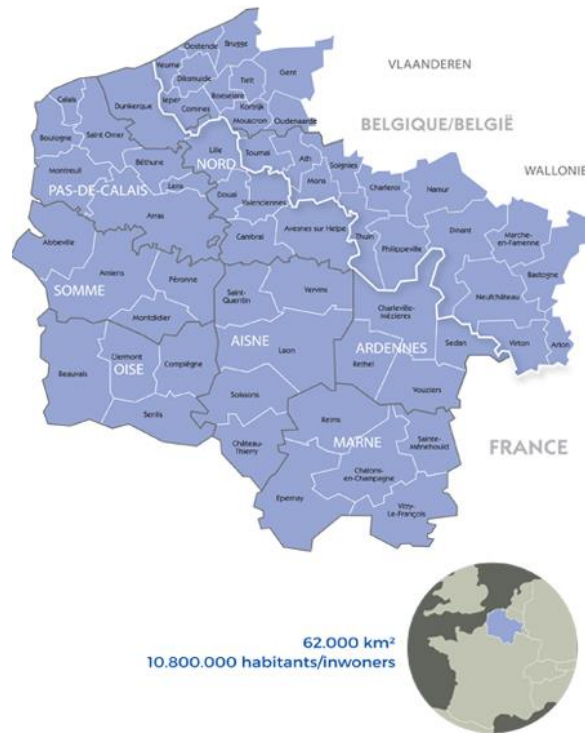 Oostende
Brugge
VLAANDEREN
Veurne
Diksmuide
Tielt
Gent
Calais
Dunkerque
Ieper
Roeselare
Kortrijk
Comines
Mouscron
Oudenaarde
BELGIQUE/BELGIË
Boulogne
Saint Omer
Lille
NORD
Tournai
Ath
Soignies
WALLONIE
Montreuil
Béthune
Lens
PAS-DE-CALAIS
Douai
Valenciennes
Mons
Charleroi
Namur
Arras
Cambrai
Avesnes sur Helpe
Thuin
Philippeville
Dinant
Marche-
en-Famenne
Abbeville
Amiens
Péronne
SOMME
Montdidier
Saint-
Quentin
Vervins
Charleville-
Mézières
Neufchâteau
Bastogne
AISNE
Laon
ARDENNES
Sedan
Virton
Arlon
Beauvais
Clermont
OISE
Compiègne
Rethel
Vouziers
Senlis
Soissons
Reims
Château-
Thierry
MARNE
Sainte-
Ménehould
FRANCE
Chalons-
en-Champagne
Epernay
Vitry-
Le-François
62.000 km²
10.800.000 habitants/inwoners